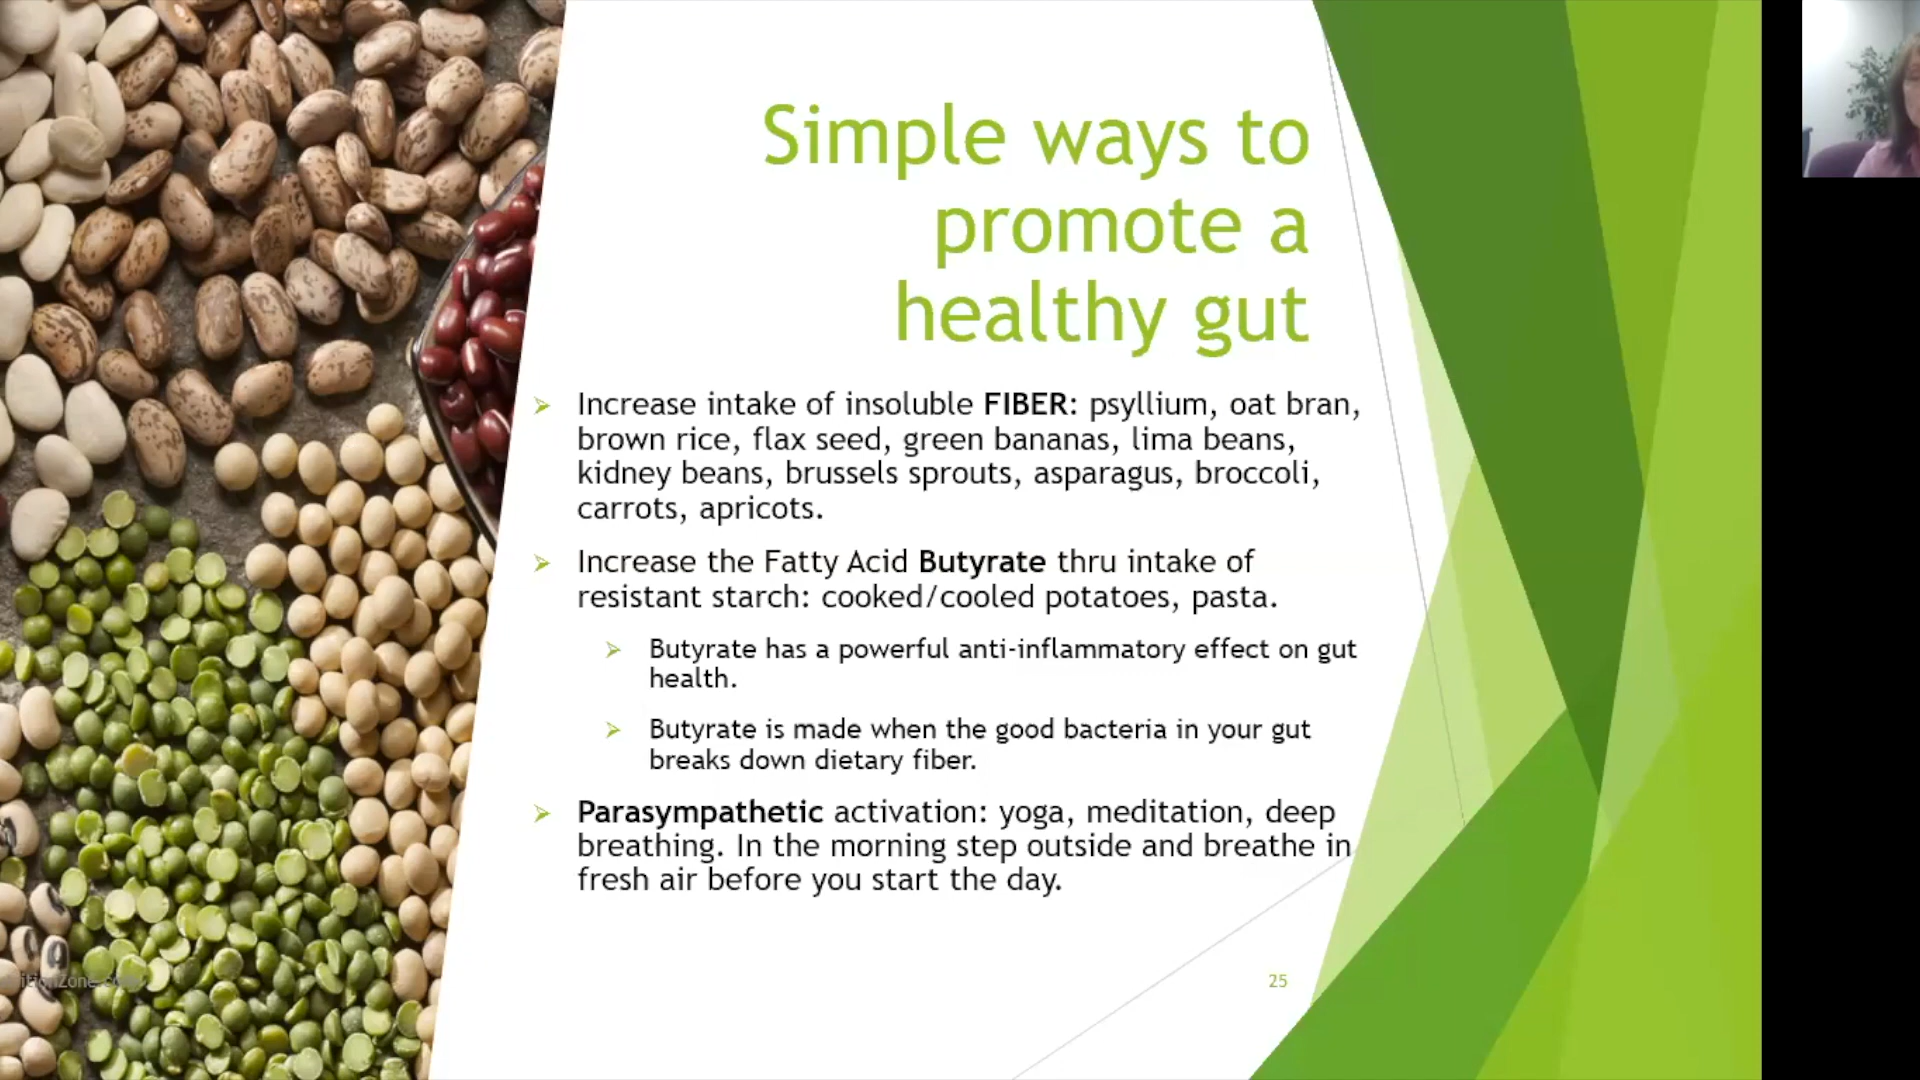 Simple ways to
promote a
healthy gut
Increase intake of insoluble FIBER: psyllium, oat bran,
brown rice, flax seed, green bananas, lima beans,
kidney beans, brussels sprouts, asparagus, broccoli,
carrots, apricots.
Increase the Fatty Acid Butyrate thru intake of
resistant starch: cooked/cooled potatoes, pasta.
Butyrate has a powerful anti-inflammatory effect on gut
health.
Butyrate is made when the good bacteria in your gut
breaks down dietary fiber.
Parasympathetic activation: yoga, meditation, deep
breathing. In the morning step outside and breathe in
fresh air before you start the day.
25